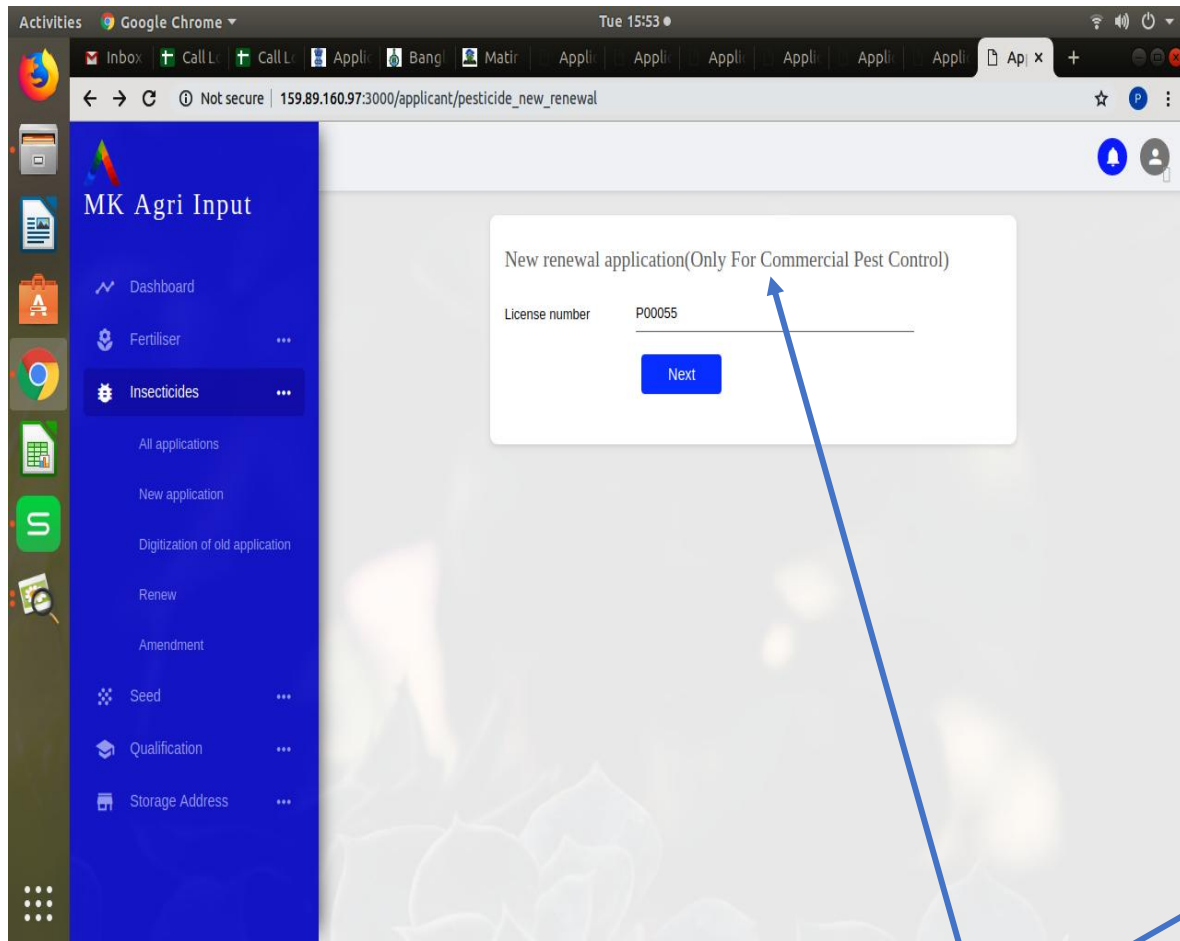 Activities Google Chrome Tue 15:53
Inbox Call Lo Call Lo Applic Bangl Matir Applic Applic Applic Applic Applic Applic Ap
Not secure 159.89.160.97:3000/applicant/pesticide_new_renewal P
MK Agri Input
New renewal application(Only For Commercial Pest Control)
License number P00055
Next
Dashboard
Fertiliser
Insecticides
All applications
New application
Digitization of old application
Renew
Amendment
Seed
Qualification
Storage Address